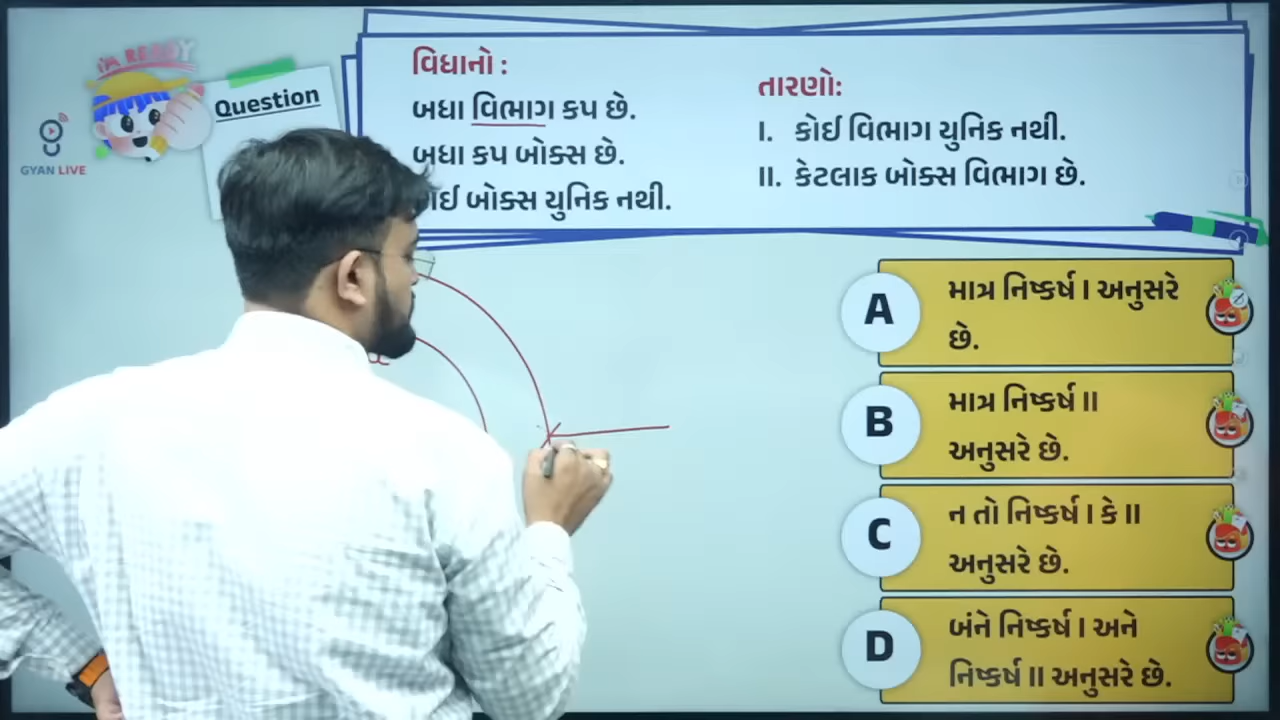 I'M READY
Question
GYAN LIVE
વિધાનો :
બધા વિભાગ કપ છે.
બધા કપ બોક્સ છે.
બોક્સ યુનિક નથી.
તારણો:
I. કોઈ વિભાગ યુનિક નથી.
II. કેટલાક બોક્સ વિભાગ છે.
A
માત્ર નિષ્કર્ષ I અનુસરે
છે.
B
માત્ર નિષ્કર્ષ II
અનુસરે છે.
C
ન તો નિષ્કર્ષ I કે II
અનુસરે છે.
D
બંને નિષ્કર્ષ I અને
નિષ્કર્ષ II અનુસરે છે.